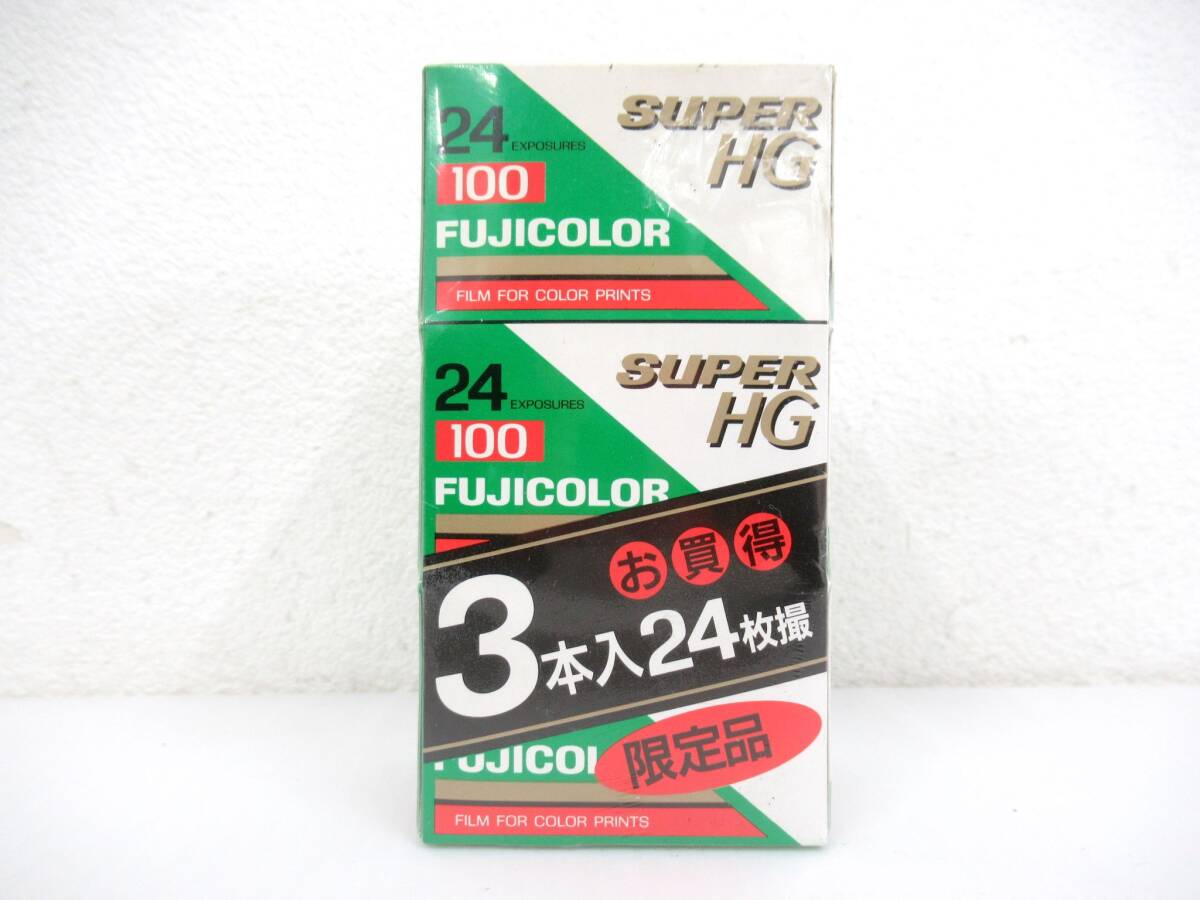 24 EXPOSURES
SUPER
HG
100
FUJICOLOR
FILM FOR COLOR PRINTS
24 EXPOSURES
SUPER
HG
100
FUJICOLOR
お買得
3本入24枚撮
限定品
FUJICOL
FILM FOR COLOR PRINTS